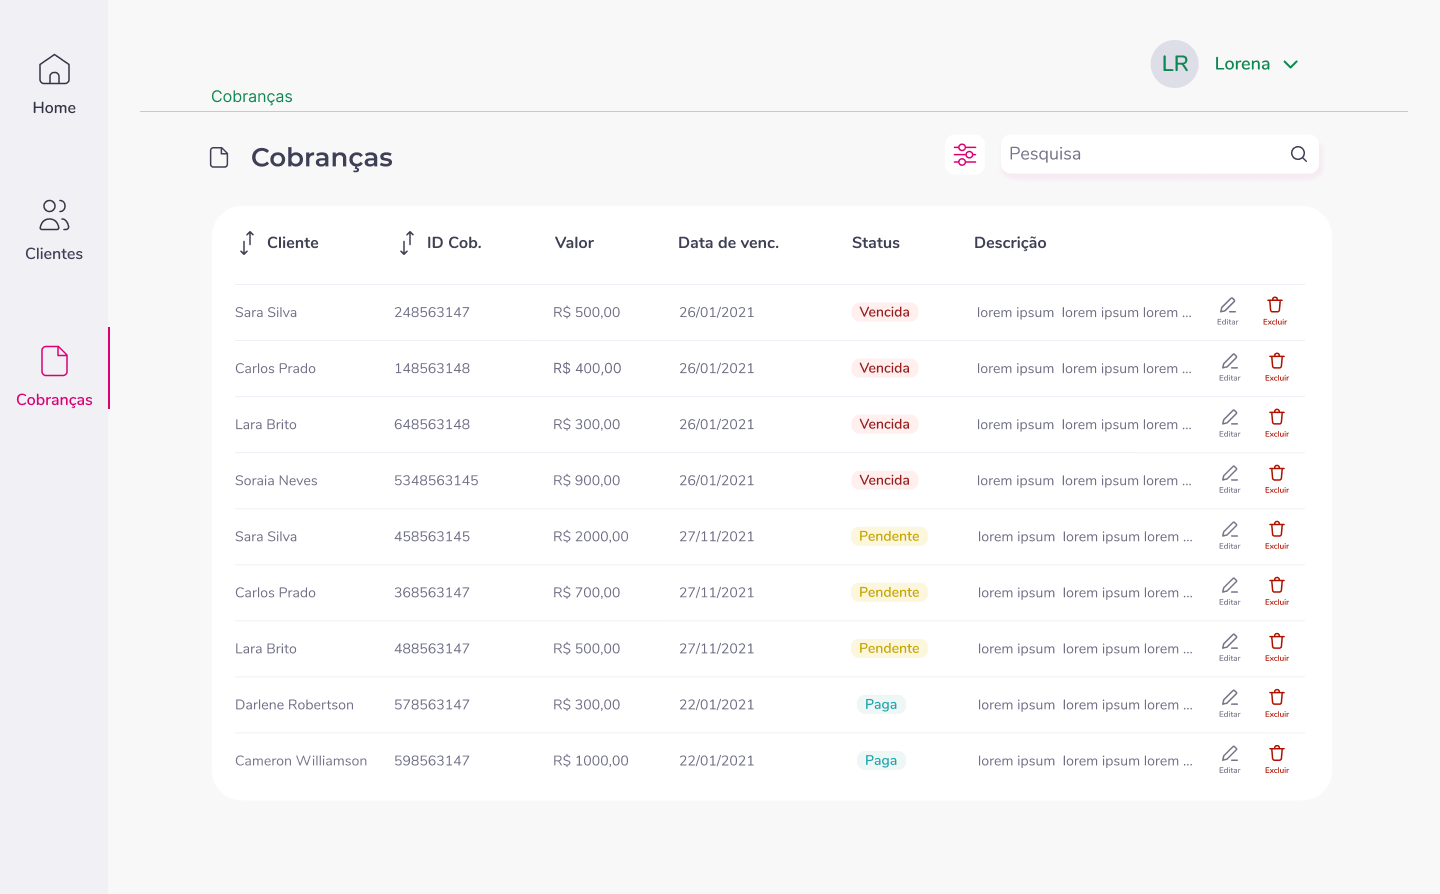 LR Lorena
Home
Cobranças
Cobranças
Pesquisa
Clientes
Cobranças
Cliente ID Cob. Valor Data de venc. Status Descrição
Sara Silva 248563147 R$ 500,00 26/01/2021 Vencida lorem ipsum lorem ipsum lorem ... Editar Excluir
Carlos Prado 148563148 R$ 400,00 26/01/2021 Vencida lorem ipsum lorem ipsum lorem ... Editar Excluir
Lara Brito 648563148 R$ 300,00 26/01/2021 Vencida lorem ipsum lorem ipsum lorem ... Editar Excluir
Soraia Neves 5348563145 R$ 900,00 26/01/2021 Vencida lorem ipsum lorem ipsum lorem ... Editar Excluir
Sara Silva 458563145 R$ 2000,00 27/11/2021 Pendente lorem ipsum lorem ipsum lorem ... Editar Excluir
Carlos Prado 368563147 R$ 700,00 27/11/2021 Pendente lorem ipsum lorem ipsum lorem ... Editar Excluir
Lara Brito 488563147 R$ 500,00 27/11/2021 Pendente lorem ipsum lorem ipsum lorem ... Editar Excluir
Darlene Robertson 578563147 R$ 300,00 22/01/2021 Paga lorem ipsum lorem ipsum lorem ... Editar Excluir
Cameron Williamson 598563147 R$ 1000,00 22/01/2021 Paga lorem ipsum lorem ipsum lorem ... Editar Excluir